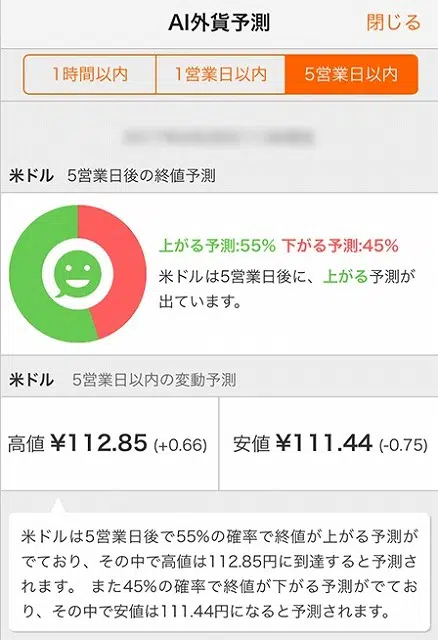 AI外貨予測 閉じる
1時間以内 1営業日以内 5営業日以内
米ドル 5営業日後の終値予測
上がる予測:55% 下がる予測:45%
米ドルは5営業日後に、上がる予測が
出ています。
米ドル 5営業日以内の変動予測
高値 ¥112.85 (+0.66) 安値 ¥111.44 (-0.75)
米ドルは5営業日後で55%の確率で終値が上がる予測が
でており、その中で高値は112.85円に到達すると予測さ
れます。 また45%の確率で終値が下がる予測がでてお
り、その中で安値は111.44円になると予測されます。